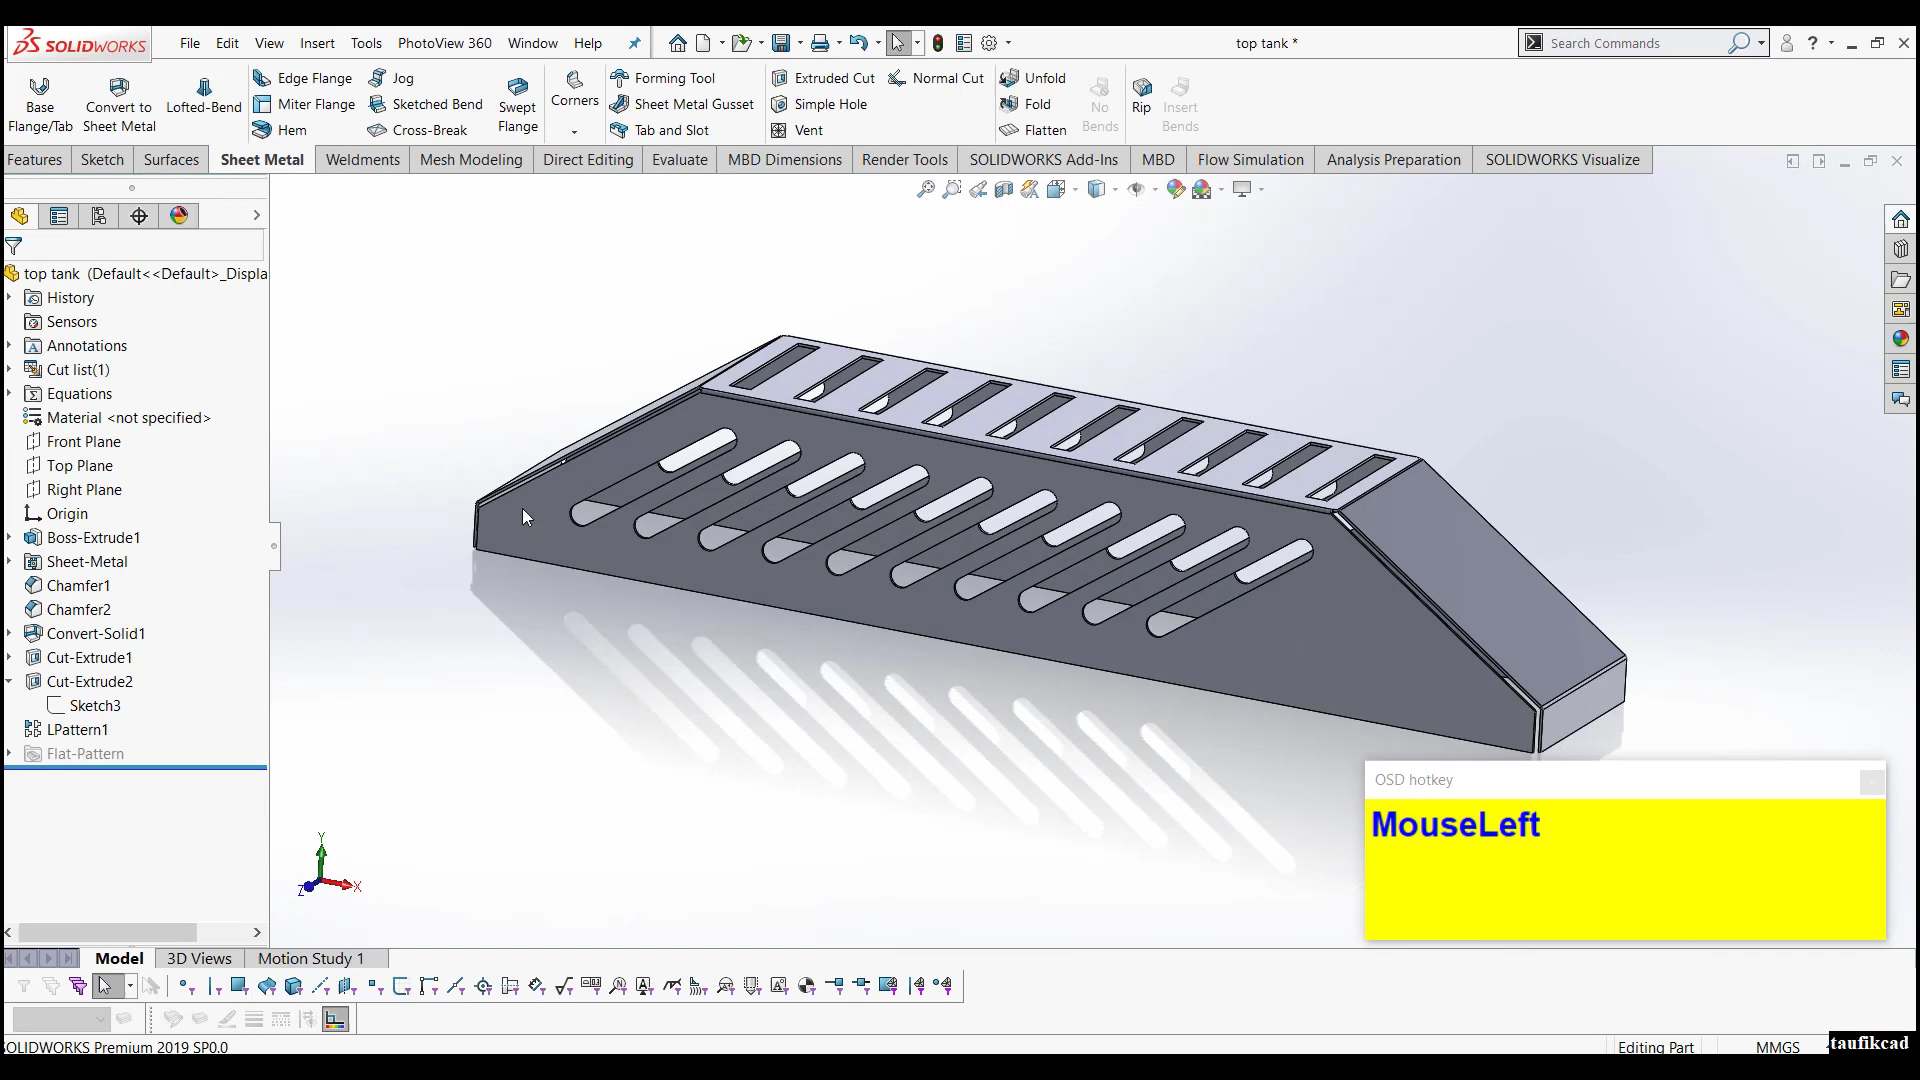 SOLIDWORKS File Edit View Insert Tools PhotoView 360 Window Help top tank * Search Commands
Edge Flange Jog Forming Tool Extruded Cut Normal Cut Unfold
Base Flange/Tab Convert to Sheet Metal Lofted-Bend Miter Flange Sketched Bend Swept Flange Corners Sheet Metal Gusset Simple Hole Fold No Bends Rip Insert Bends
Hem Cross-Break Tab and Slot Vent Flatten
Features Sketch Surfaces Sheet Metal Weldments Mesh Modeling Direct Editing Evaluate MBD Dimensions Render Tools SOLIDWORKS Add-Ins MBD Flow Simulation Analysis Preparation SOLIDWORKS Visualize
top tank (Default<<Default>_Displa
History
Sensors
Annotations
Cut list(1)
Equations
Material <not specified>
Front Plane
Top Plane
Right Plane
Origin
Boss-Extrude1
Sheet-Metal
Chamfer1
Chamfer2
Convert-Solid1
Cut-Extrude1
Cut-Extrude2
Sketch3
LPattern1
Flat-Pattern
OSD hotkey
MouseLeft
Y
Z X
Model 3D Views Motion Study 1
SOLIDWORKS Premium 2019 SP0.0 Editing Part MMGS
taufikcad